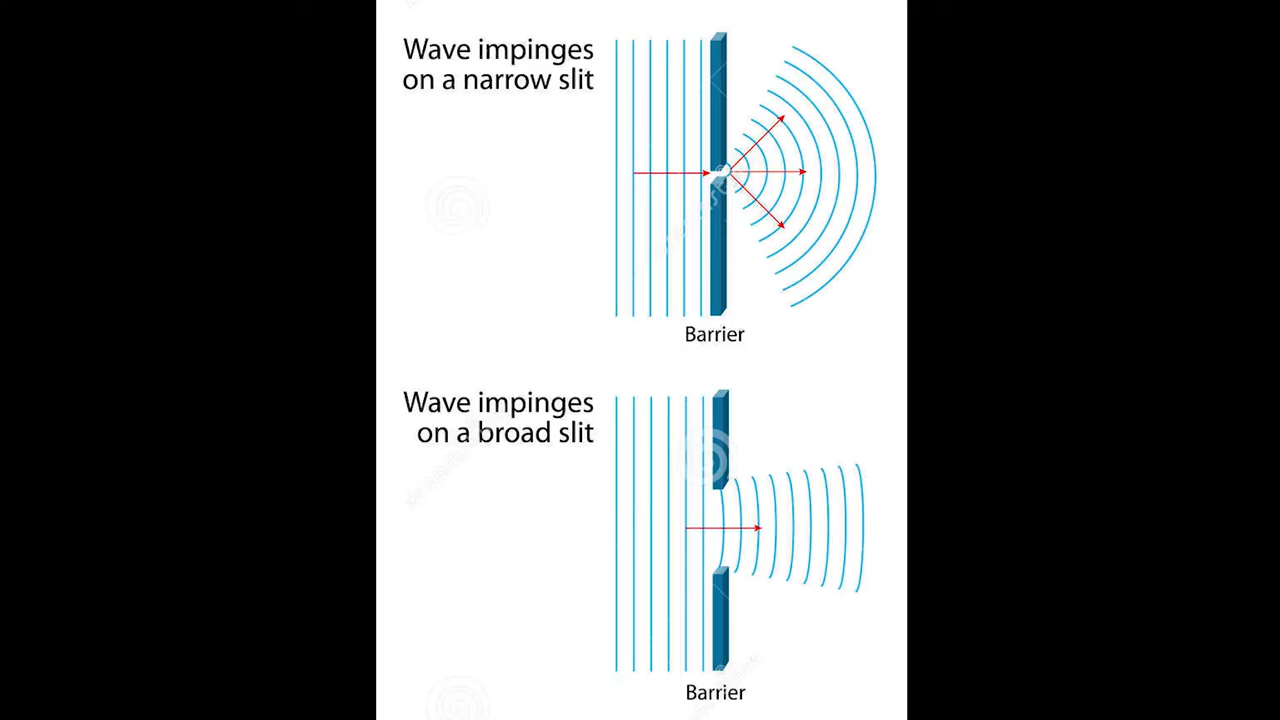 Wave impinges
on a narrow slit
Barrier
Wave impinges
on a broad slit
Barrier